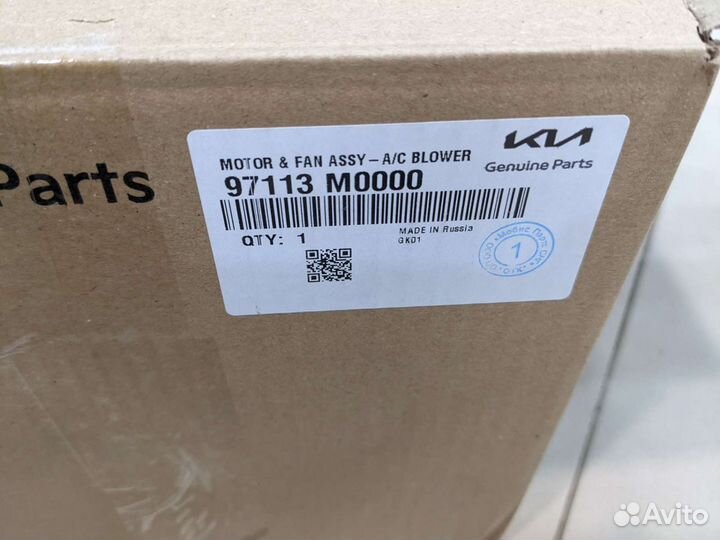 Parts
MOTOR & FAN ASSY-A/C BLOWER
97113 M0000
QTY: 1
MADE IN Russia
GK01
KIA
Genuine Parts
1
Avito